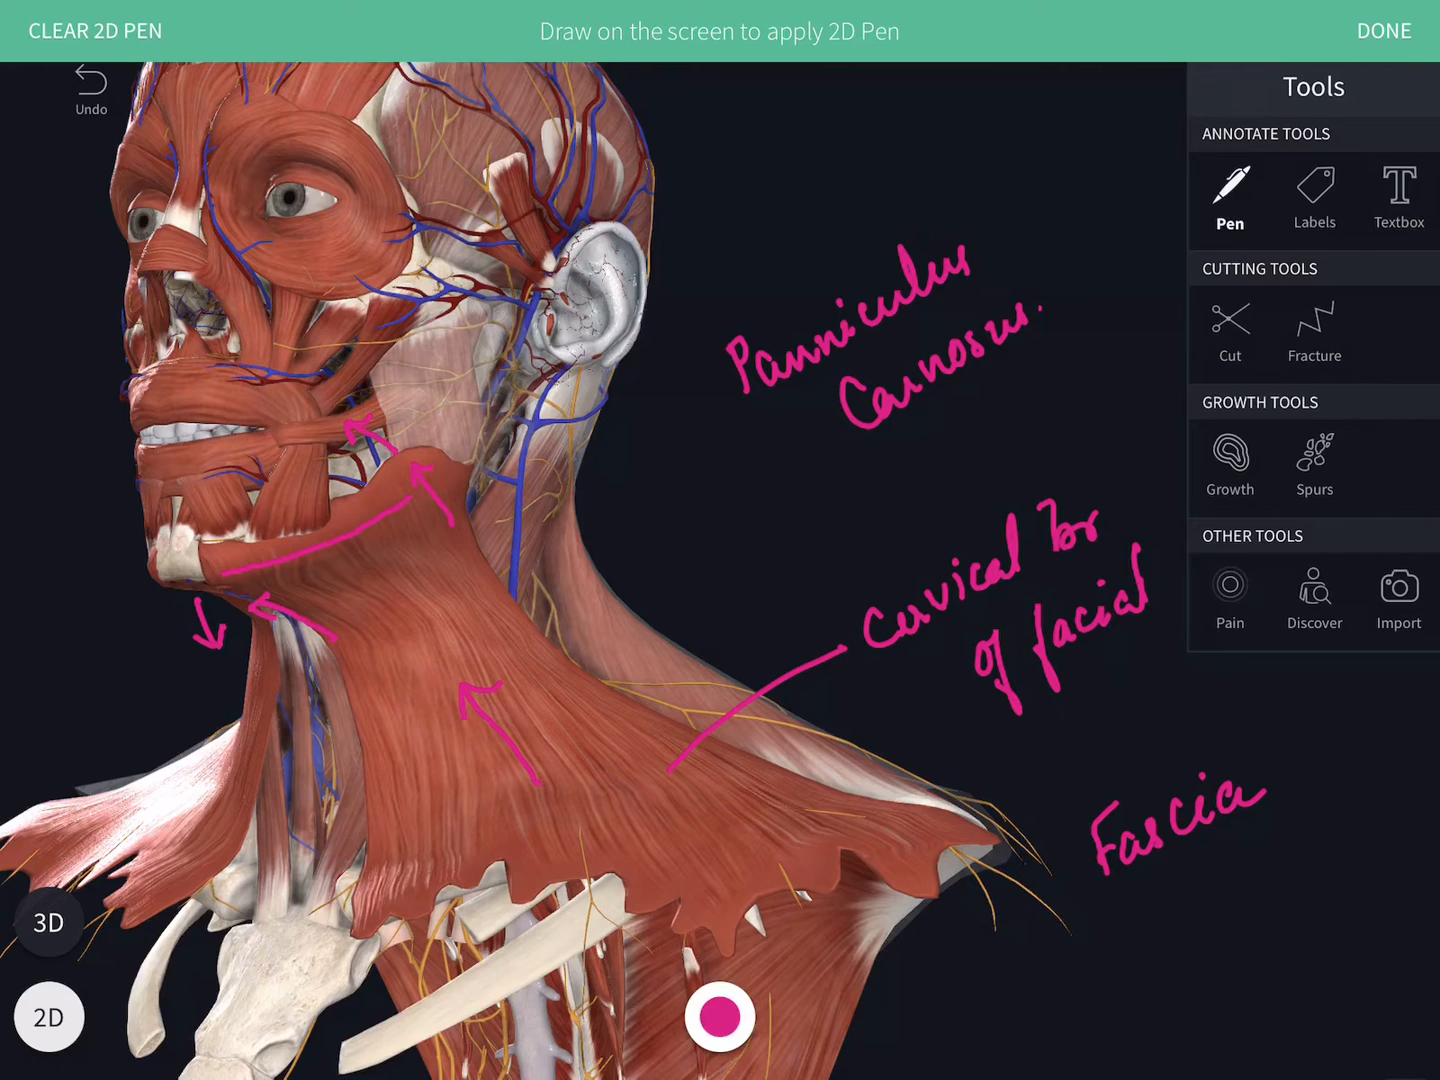 CLEAR 2D PEN
Draw on the screen to apply 2D Pen
DONE
Undo
Tools
ANNOTATE TOOLS
Pen
Labels
Textbox
CUTTING TOOLS
Cut
Fracture
GROWTH TOOLS
Growth
Spurs
OTHER TOOLS
Pain
Discover
Import
Panniculus
Carnosus.
Cervical br
of facial
Fascia
3D
2D